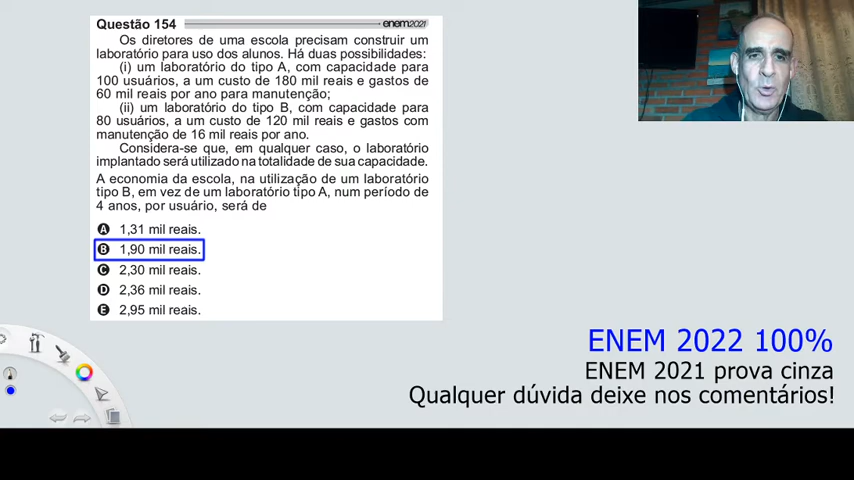 Questão 154
enem2021
Os diretores de uma escola precisam construir um
laboratório para uso dos alunos. Há duas possibilidades:
(i) um laboratório do tipo A, com capacidade para
100 usuários, a um custo de 180 mil reais e gastos de
60 mil reais por ano para manutenção;
(ii) um laboratório do tipo B, com capacidade para
80 usuários, a um custo de 120 mil reais e gastos com
manutenção de 16 mil reais por ano.
Considera-se que, em qualquer caso, o laboratório
implantado será utilizado na totalidade de sua capacidade.
A economia da escola, na utilização de um laboratório
tipo B, em vez de um laboratório tipo A, num período de
4 anos, por usuário, será de
A 1,31 mil reais.
B 1,90 mil reais.
C 2,30 mil reais.
D 2,36 mil reais.
E 2,95 mil reais.
ENEM 2022 100%
ENEM 2021 prova cinza
Qualquer dúvida deixe nos comentários!